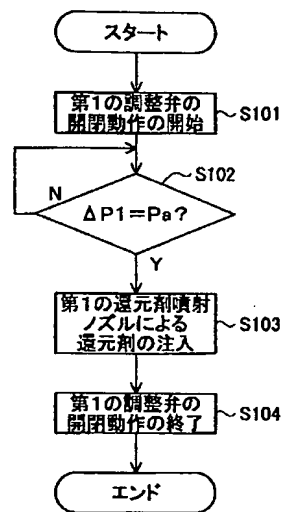 スタート
第1の調整弁の
開閉動作の開始
S101
S102
N
ΔP1=Pa?
Y
第1の還元剤噴射
ノズルによる
還元剤の注入
S103
第1の調整弁の
開閉動作の終了
S104
エンド